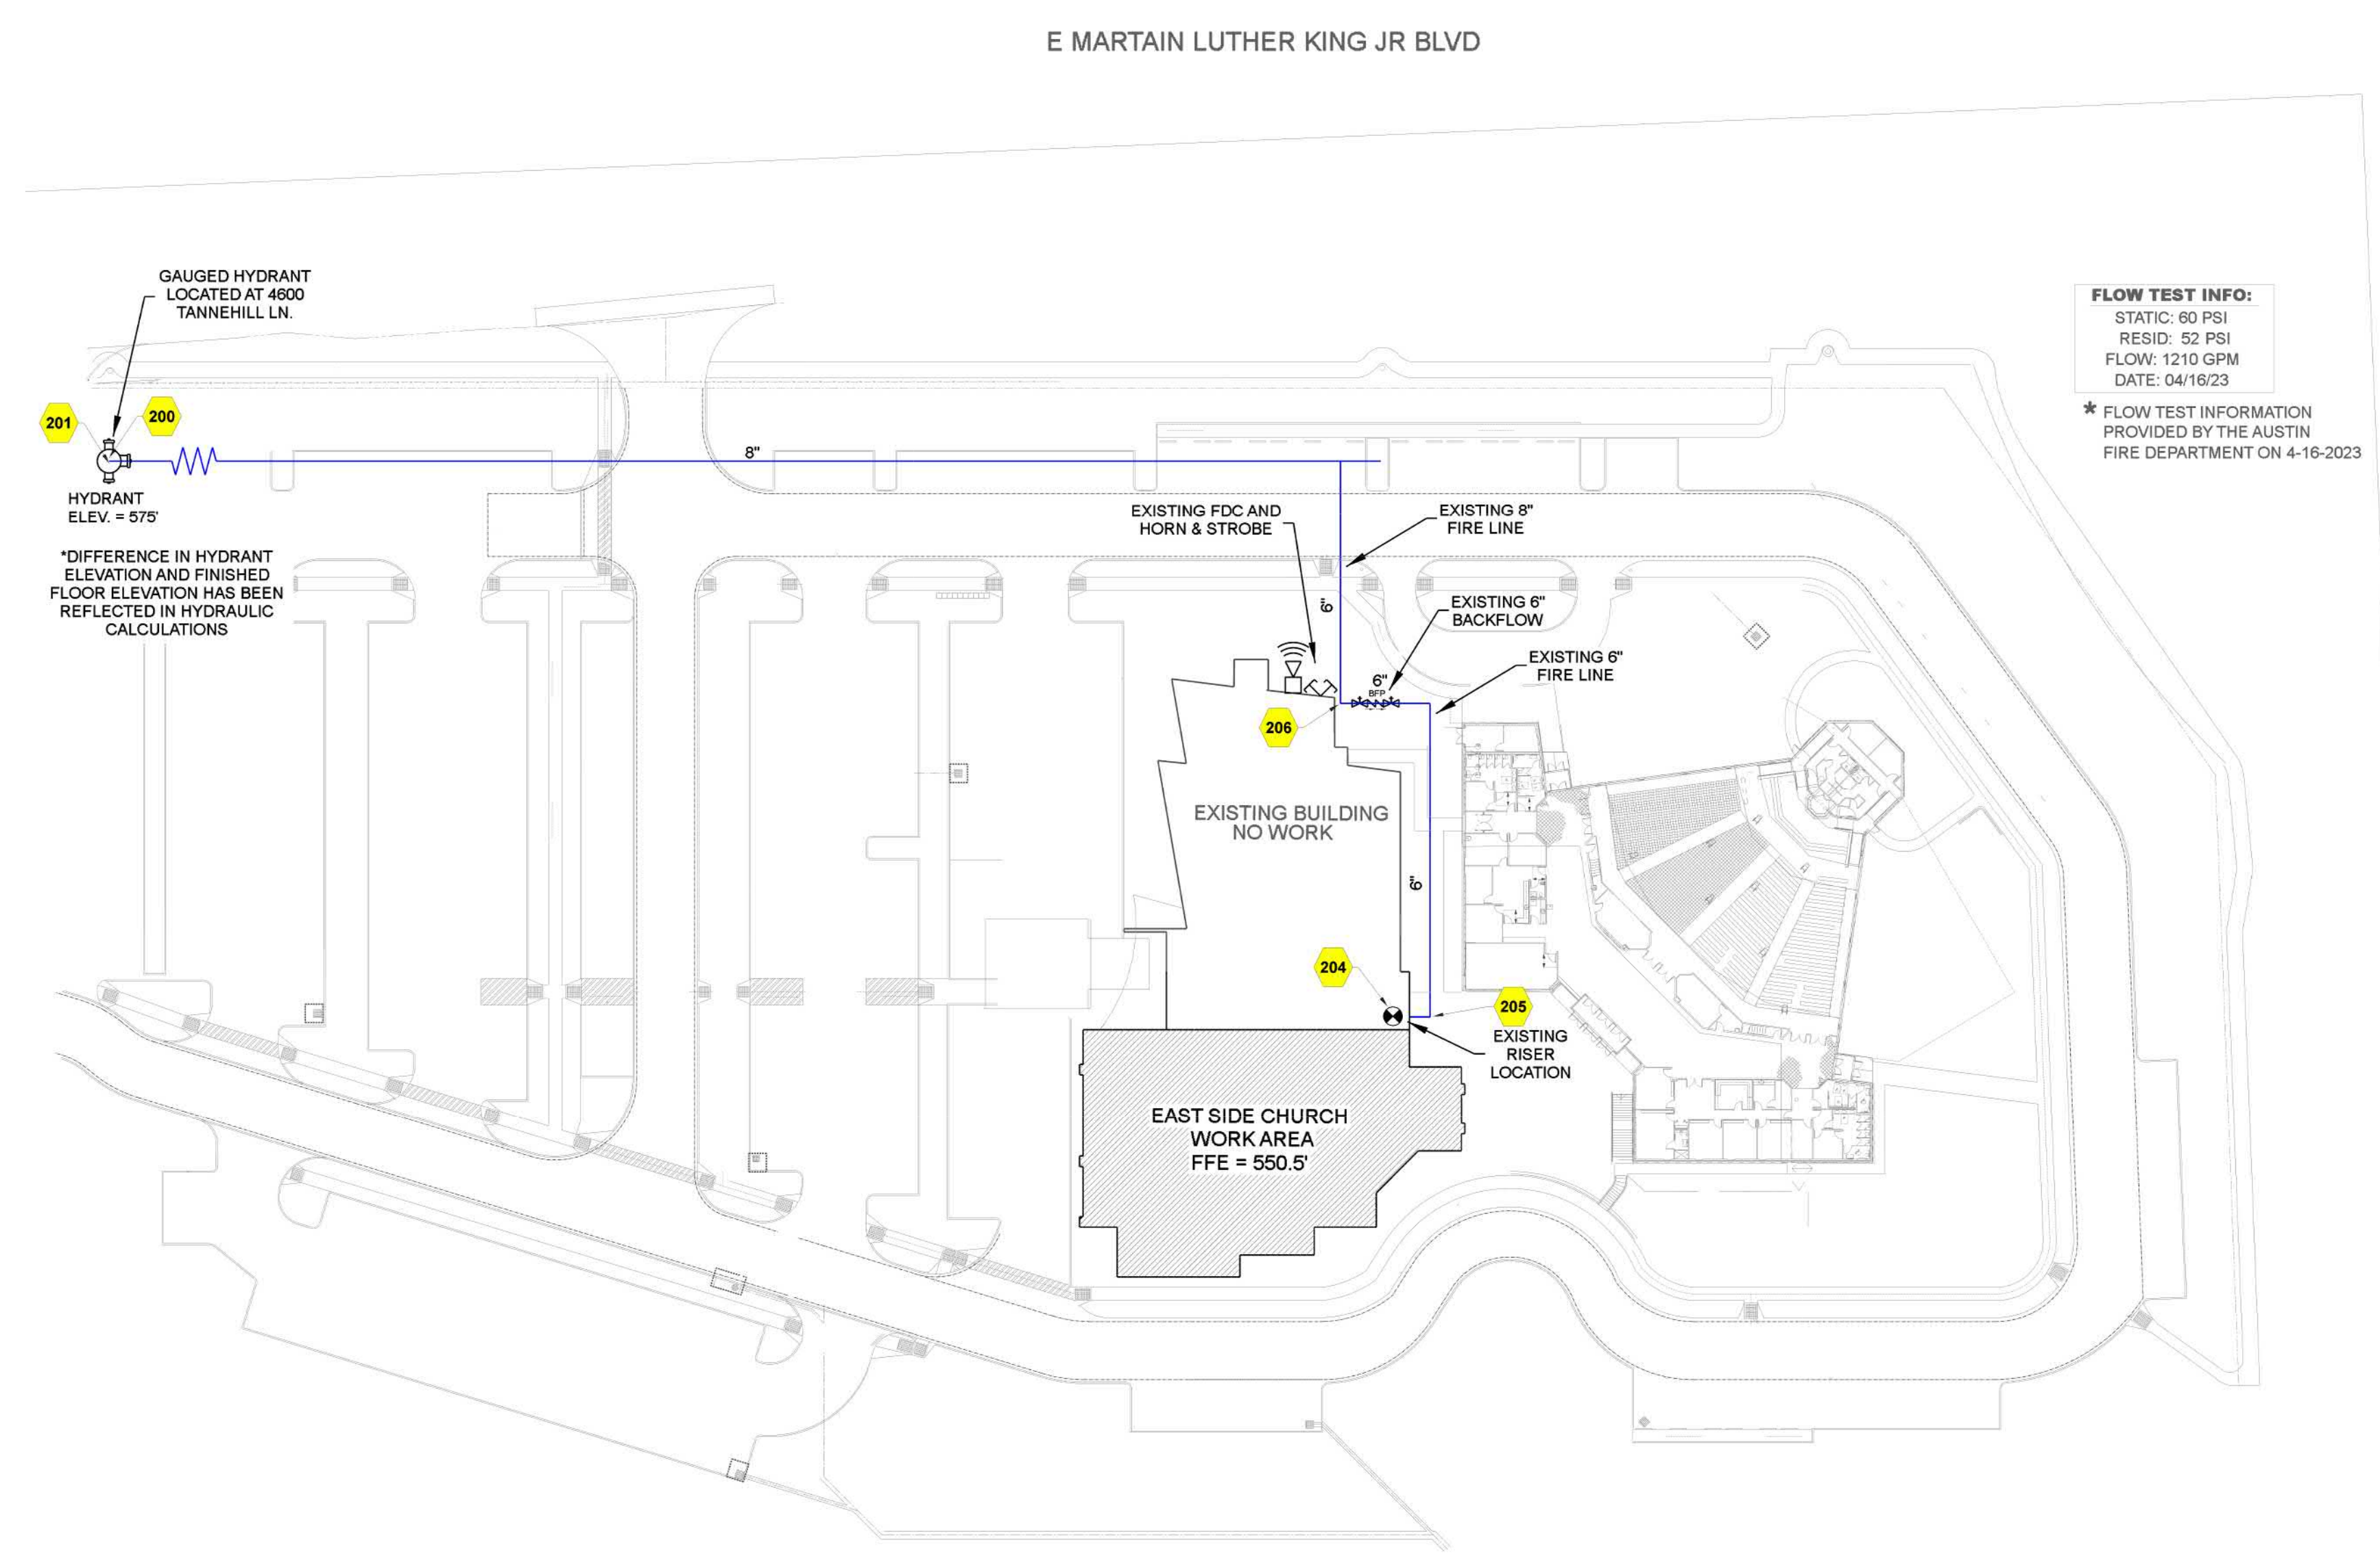 E MARTAIN LUTHER KING JR BLVD
GAUGED HYDRANT
LOCATED AT 4600
TANNEHILL LN.
FLOW TEST INFO:
STATIC: 60 PSI
RESID: 52 PSI
FLOW: 1210 GPM
DATE: 04/16/23
* FLOW TEST INFORMATION
PROVIDED BY THE AUSTIN
FIRE DEPARTMENT ON 4-16-2023
201
200
8"
HYDRANT
ELEV. = 575'
*DIFFERENCE IN HYDRANT
ELEVATION AND FINISHED
FLOOR ELEVATION HAS BEEN
REFLECTED IN HYDRAULIC
CALCULATIONS
EXISTING FDC AND
HORN & STROBE
EXISTING 8"
FIRE LINE
6"
EXISTING 6"
BACKFLOW
EXISTING 6"
FIRE LINE
6"
BFP
206
EXISTING BUILDING
NO WORK
6"
204
205
EXISTING
RISER
LOCATION
EAST SIDE CHURCH
WORK AREA
FFE = 550.5'